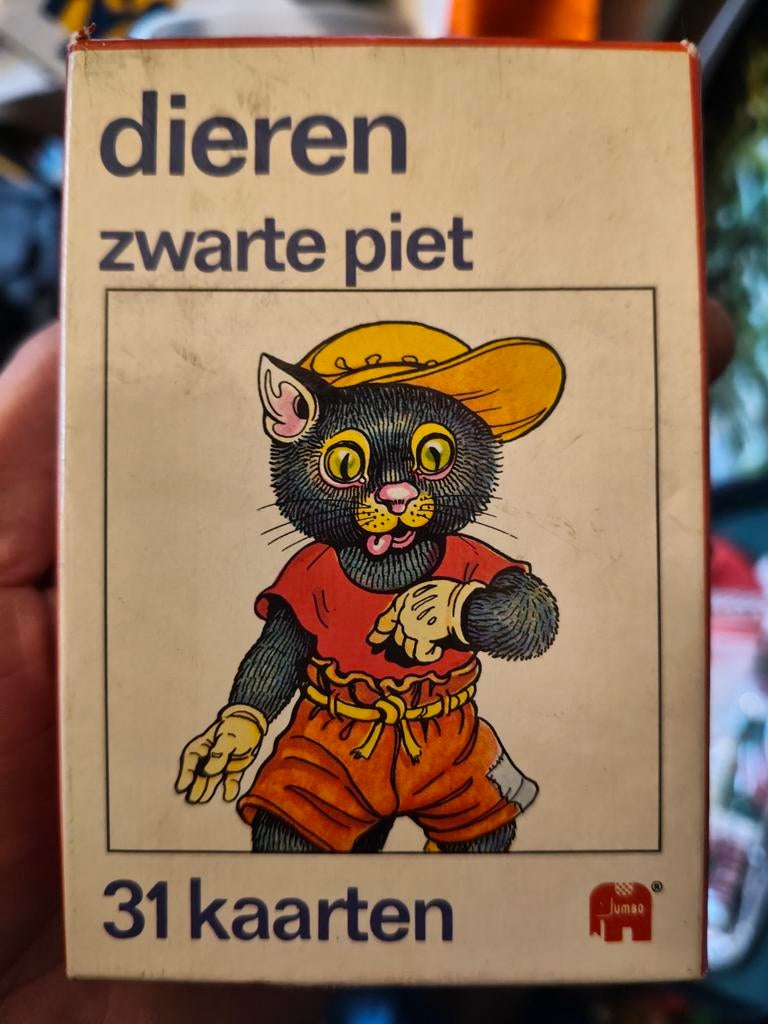 dieren
zwarte piet
31 kaarten
Jumbo
®